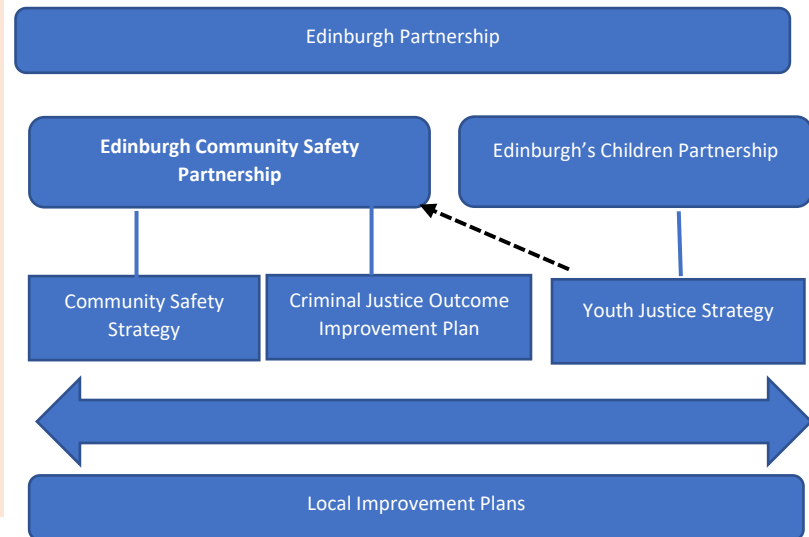 Edinburgh Partnership
Edinburgh Community Safety
Partnership
Edinburgh’s Children Partnership
Community Safety
Strategy
Criminal Justice Outcome
Improvement Plan
Youth Justice Strategy
Local Improvement Plans